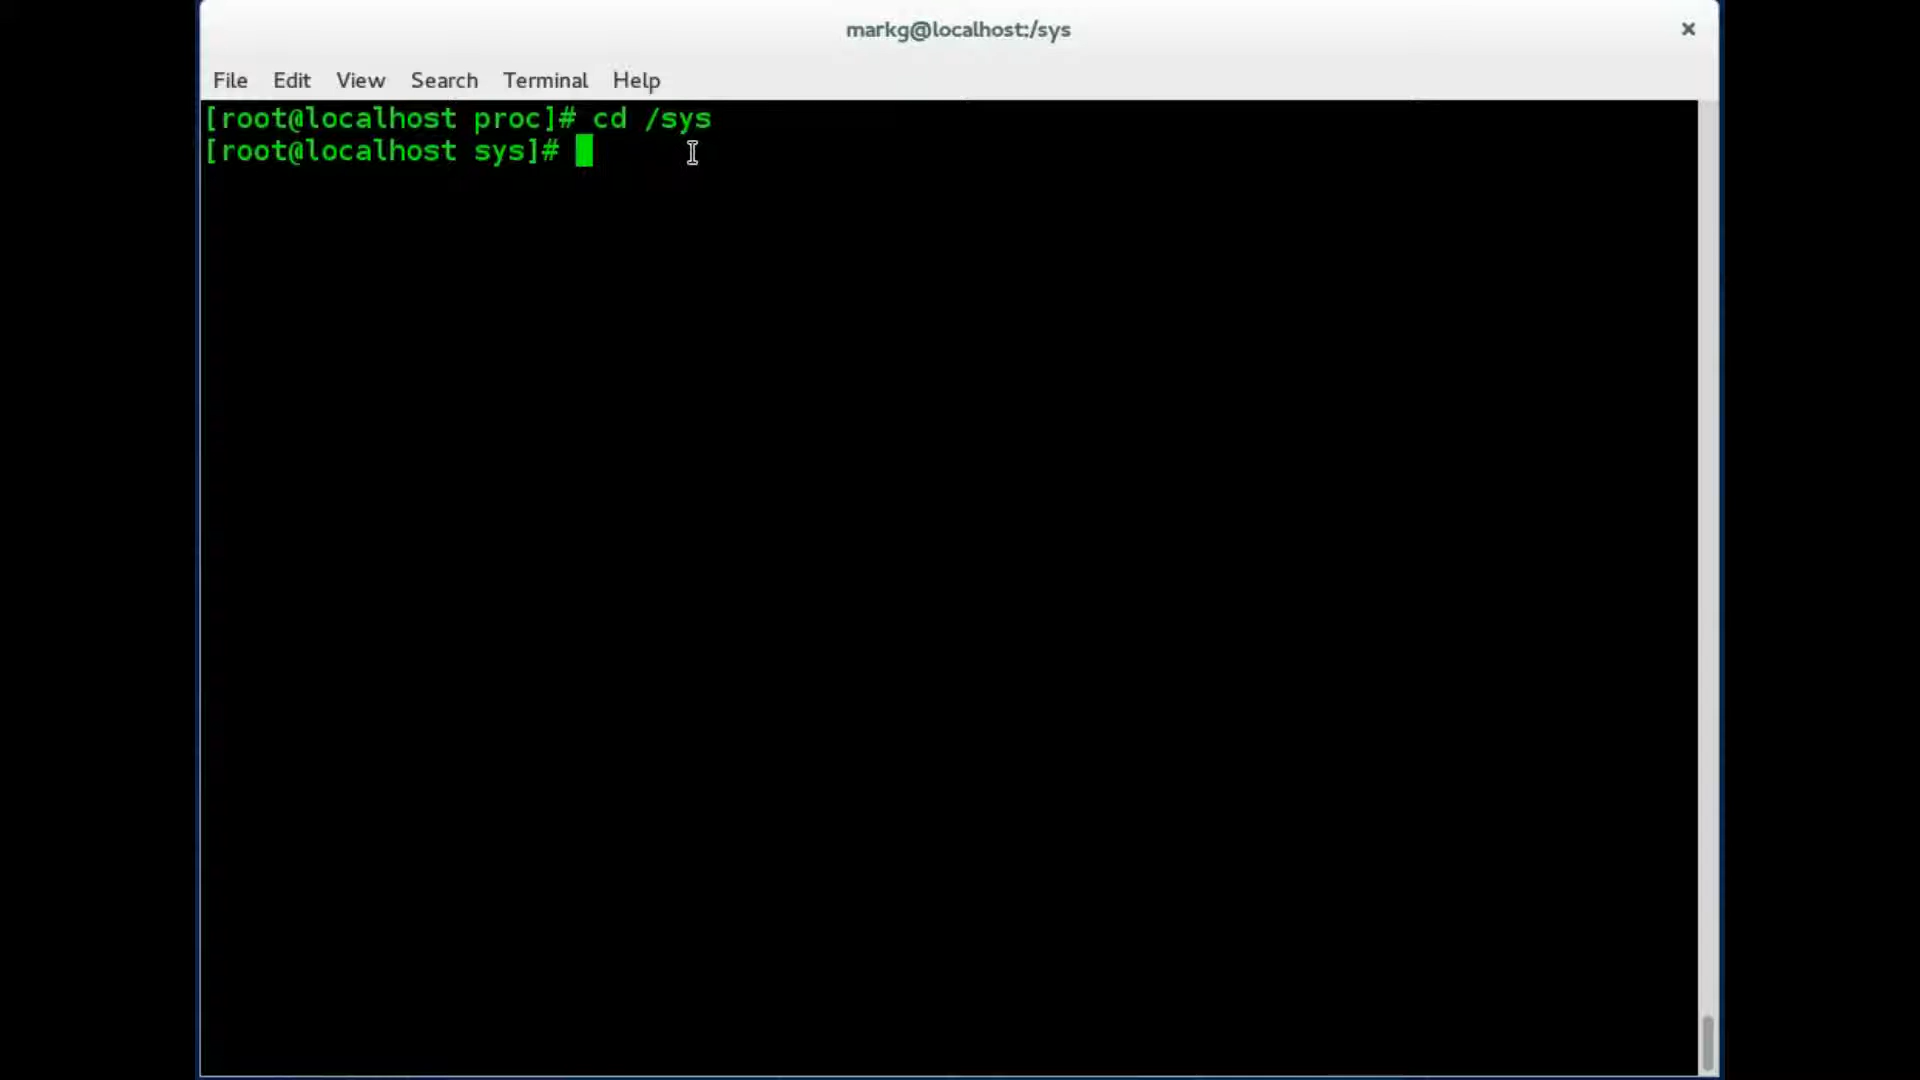 markg@localhost:/sys
File Edit View Search Terminal Help
[root@localhost proc]# cd /sys
[root@localhost sys]#